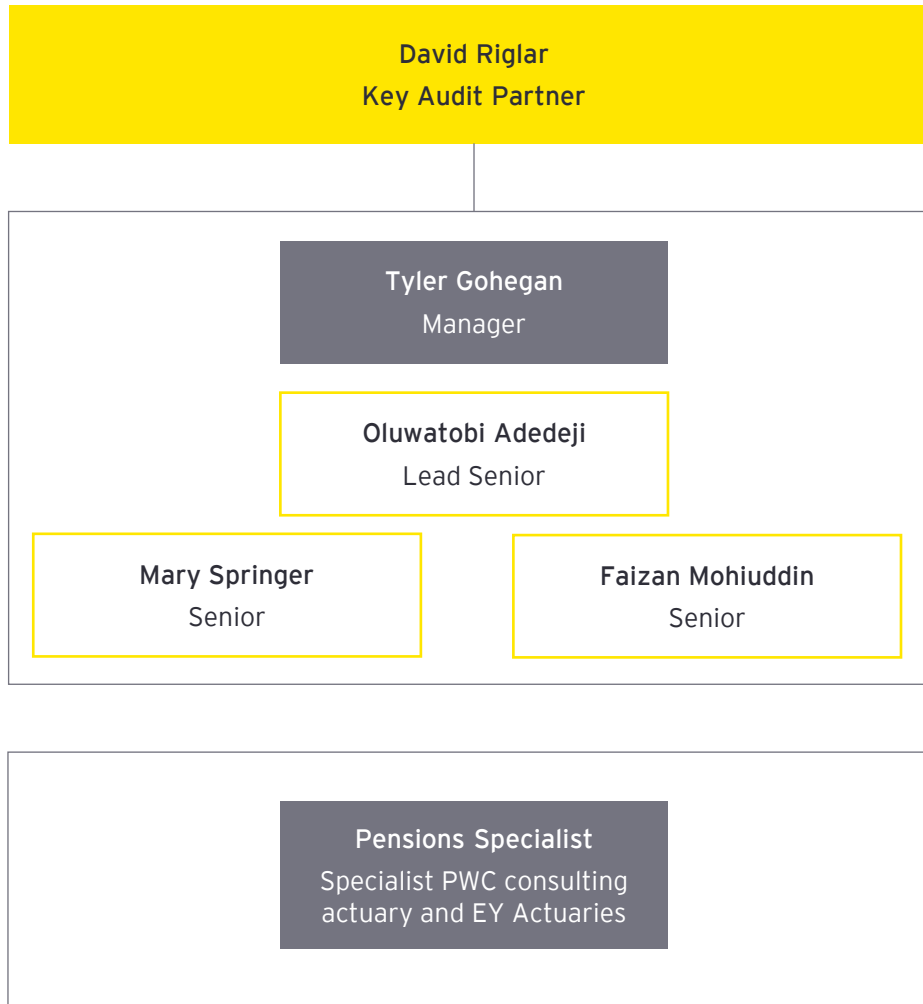 David Riglar
Key Audit Partner
Tyler Gohegan
Manager
Oluwatobi Adedeji
Lead Senior
Mary Springer
Senior
Faizan Mohiuddin
Senior
Pensions Specialist
Specialist PWC consulting
actuary and EY Actuaries